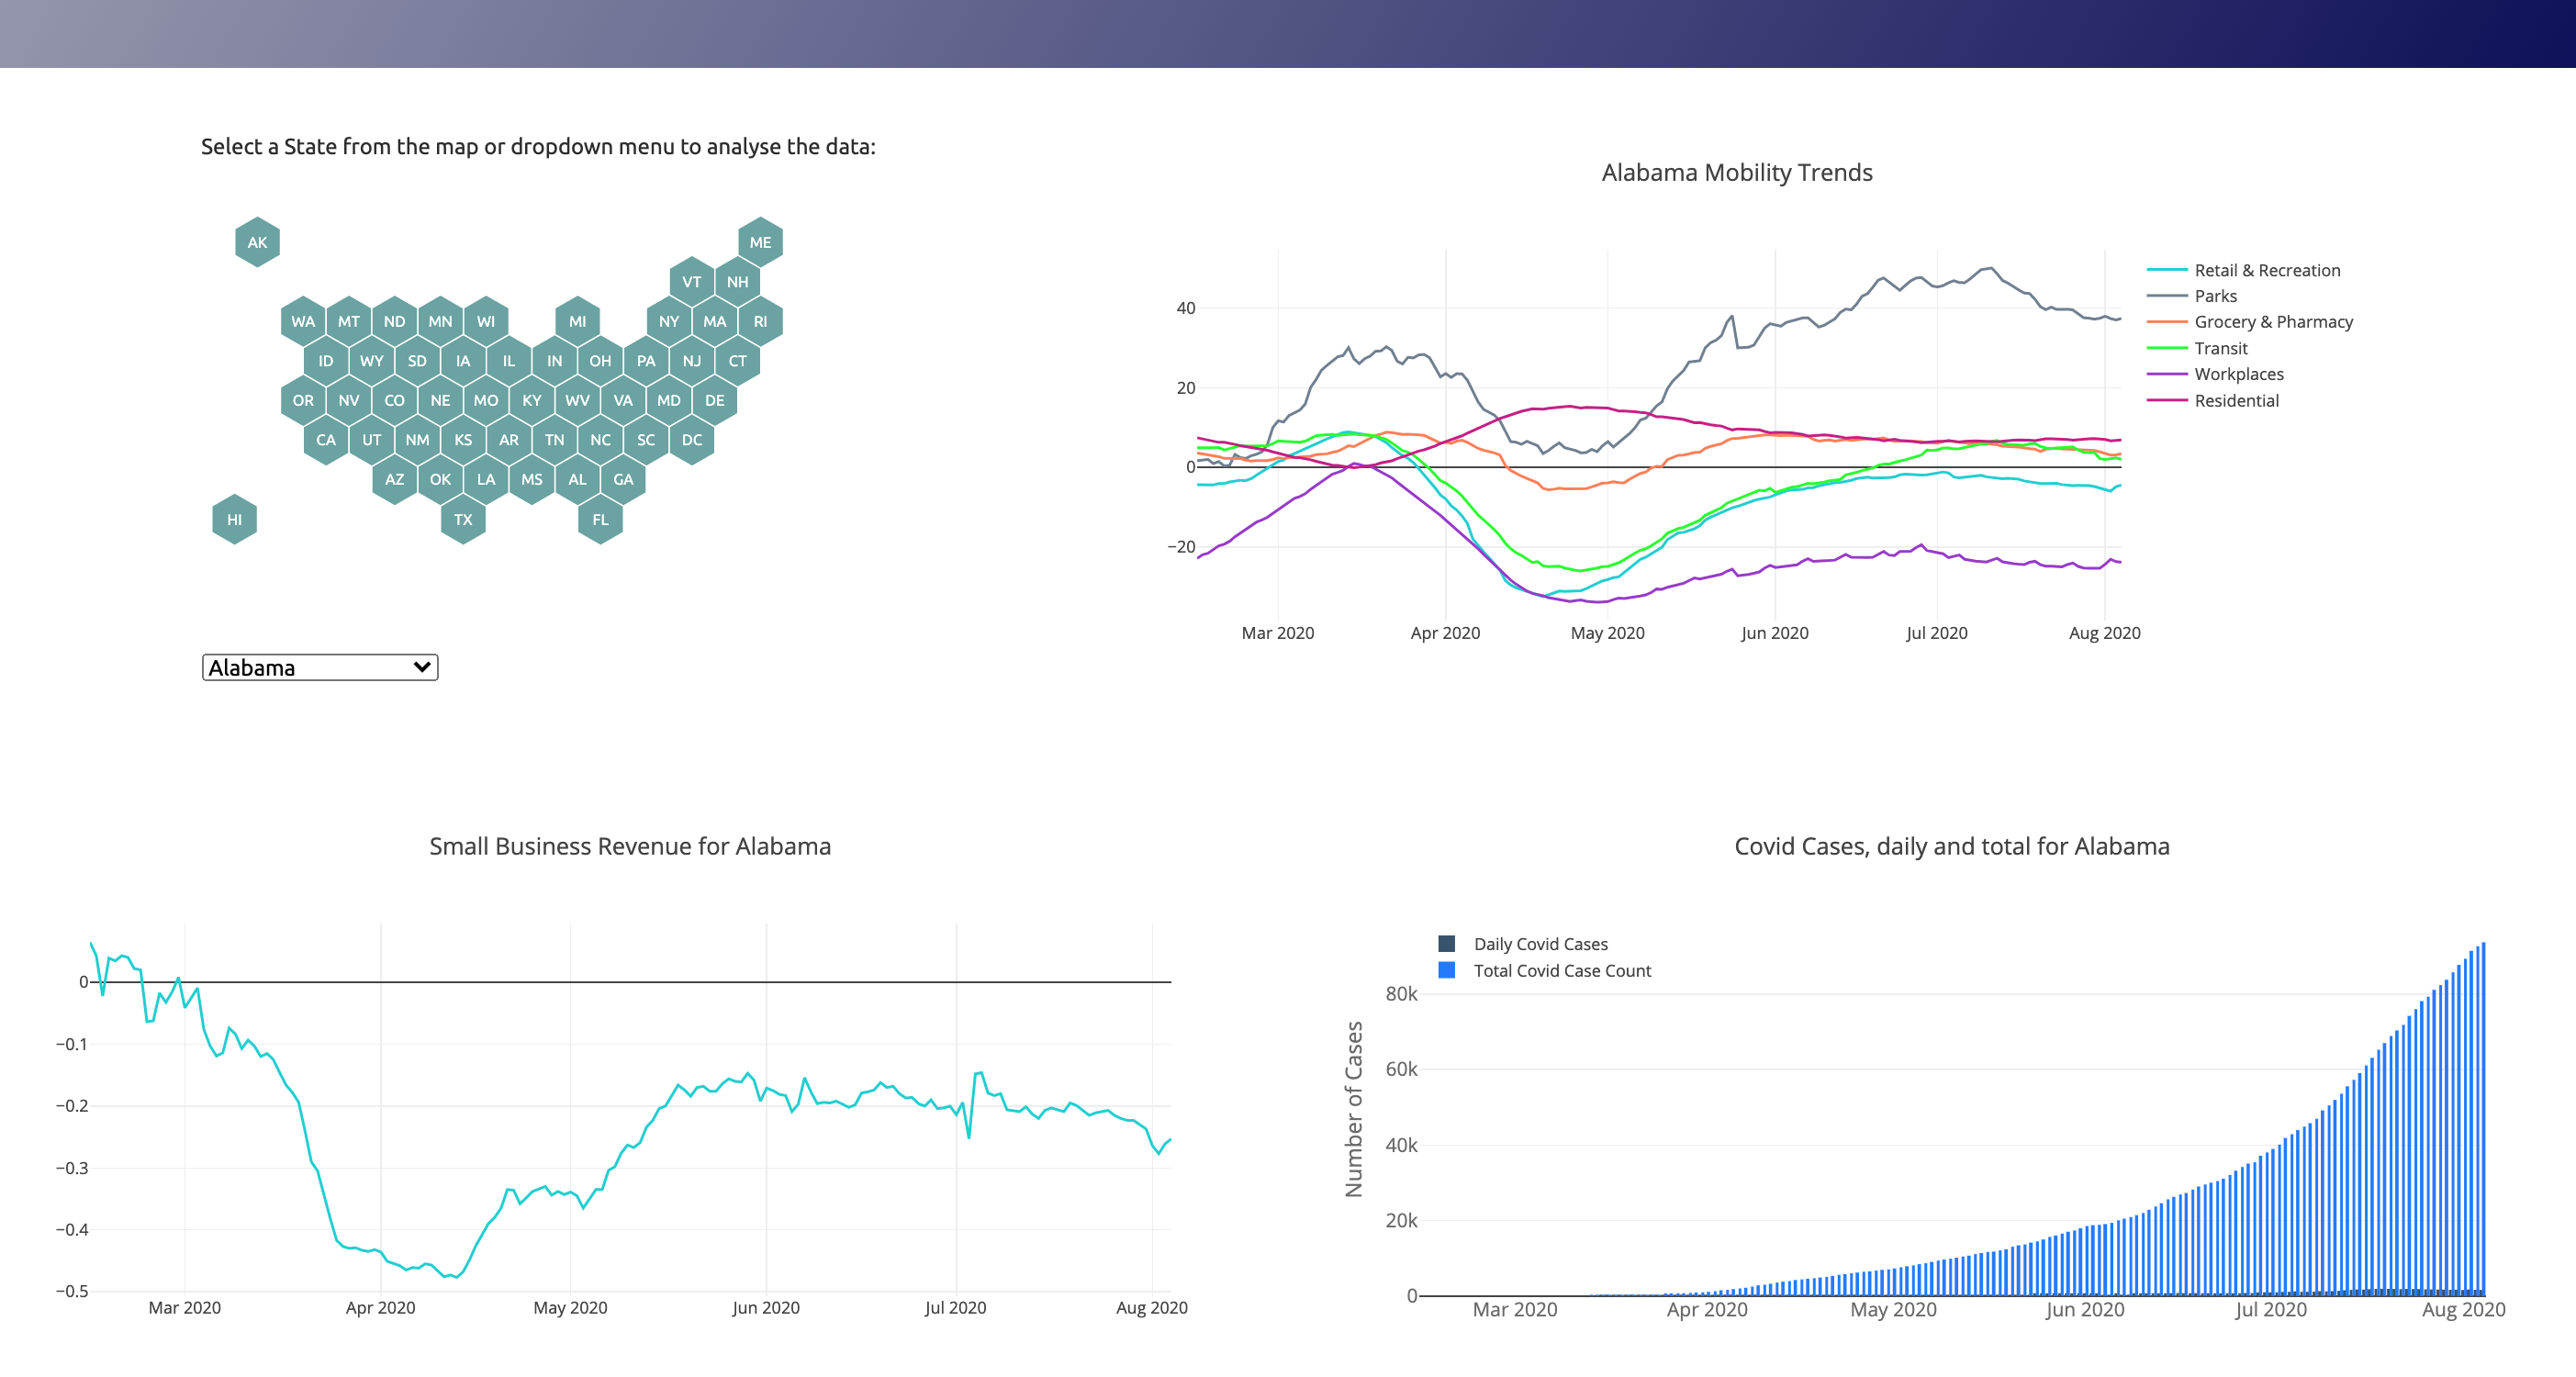 Select a State from the map or dropdown menu to analyse the data:
AK ME
VT NH
WA MT ND MN WI MI NY MA RI
ID WY SD IA IL IN OH PA NJ CT
OR NV CO NE MO KY WV VA MD DE
CA UT NM KS AR TN NC SC DC
AZ OK LA MS AL GA
HI TX FL
Alabama
Alabama Mobility Trends
40
20
0
−20
Mar 2020 Apr 2020 May 2020 Jun 2020 Jul 2020 Aug 2020
Retail & Recreation
Parks
Grocery & Pharmacy
Transit
Workplaces
Residential
Small Business Revenue for Alabama
0
−0.1
−0.2
−0.3
−0.4
−0.5
Mar 2020 Apr 2020 May 2020 Jun 2020 Jul 2020 Aug 2020
Covid Cases, daily and total for Alabama
Daily Covid Cases
Total Covid Case Count
Number of Cases
80k
60k
40k
20k
0
Mar 2020 Apr 2020 May 2020 Jun 2020 Jul 2020 Aug 2020